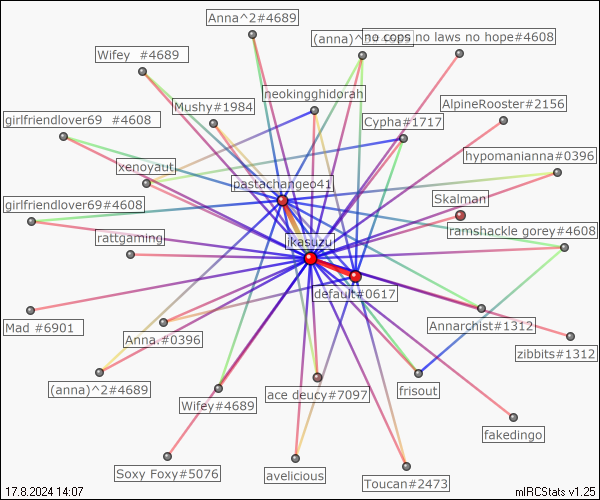 Anna^2#4689
(anna)^
no cops no laws no hope#4608
Wifey  #4689
neokingghidorah
Mushy#1984
AlpineRooster#2156
girlfriendlover69  #4608
Cypha#1717
hypomanianna#0396
xenoyaut
pastachange641
Skalman
girlfriendlover69#4608
ramshackle gorey#4608
rattgaming
jkasuzu
default#0617
Mad #6901
Anna.#0396
Annarchist#1312
zibbits#1312
(anna)^2#4689
Wifey#4689
ace deucy#7097
frisout
fakedingo
Soxy Foxy#5076
avelicious
Toucan#2473
17.8.2024 14:07
mIRCStats v1.25